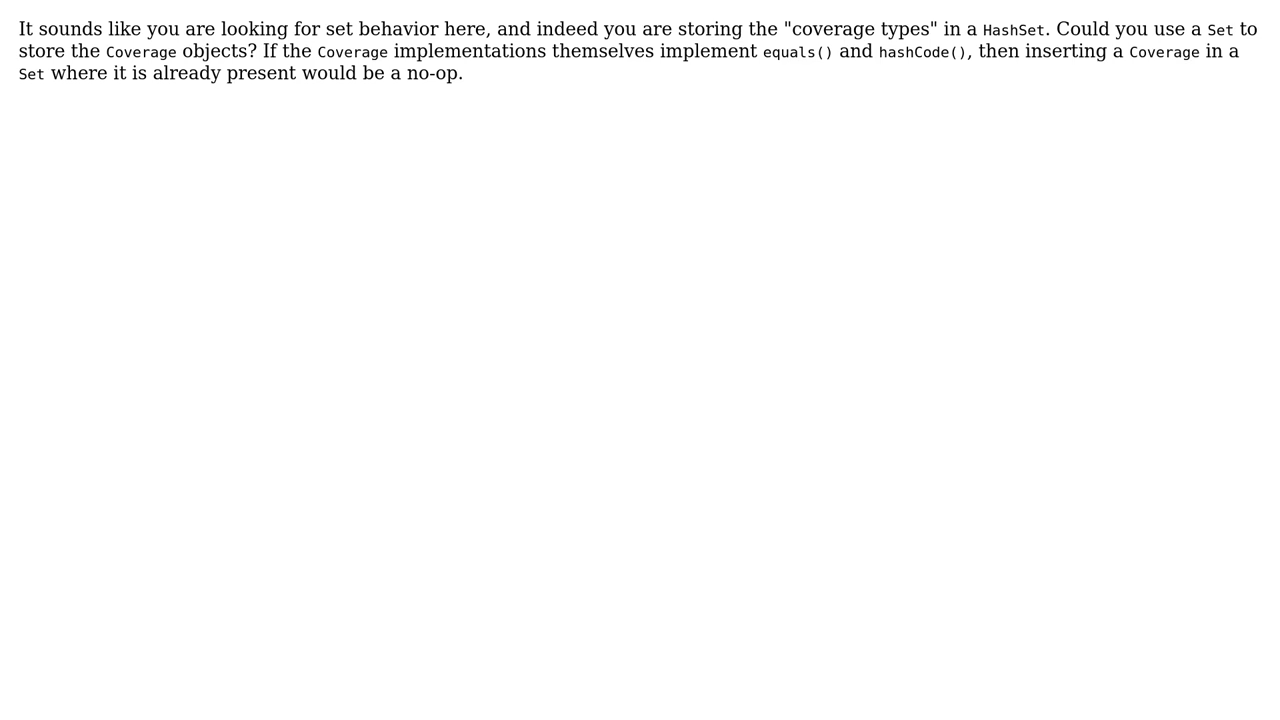 It sounds like you are looking for set behavior here, and indeed you are storing the "coverage types" in a HashSet. Could you use a Set to
store the Coverage objects? If the Coverage implementations themselves implement equals() and hashCode(), then inserting a Coverage in a
Set where it is already present would be a no-op.